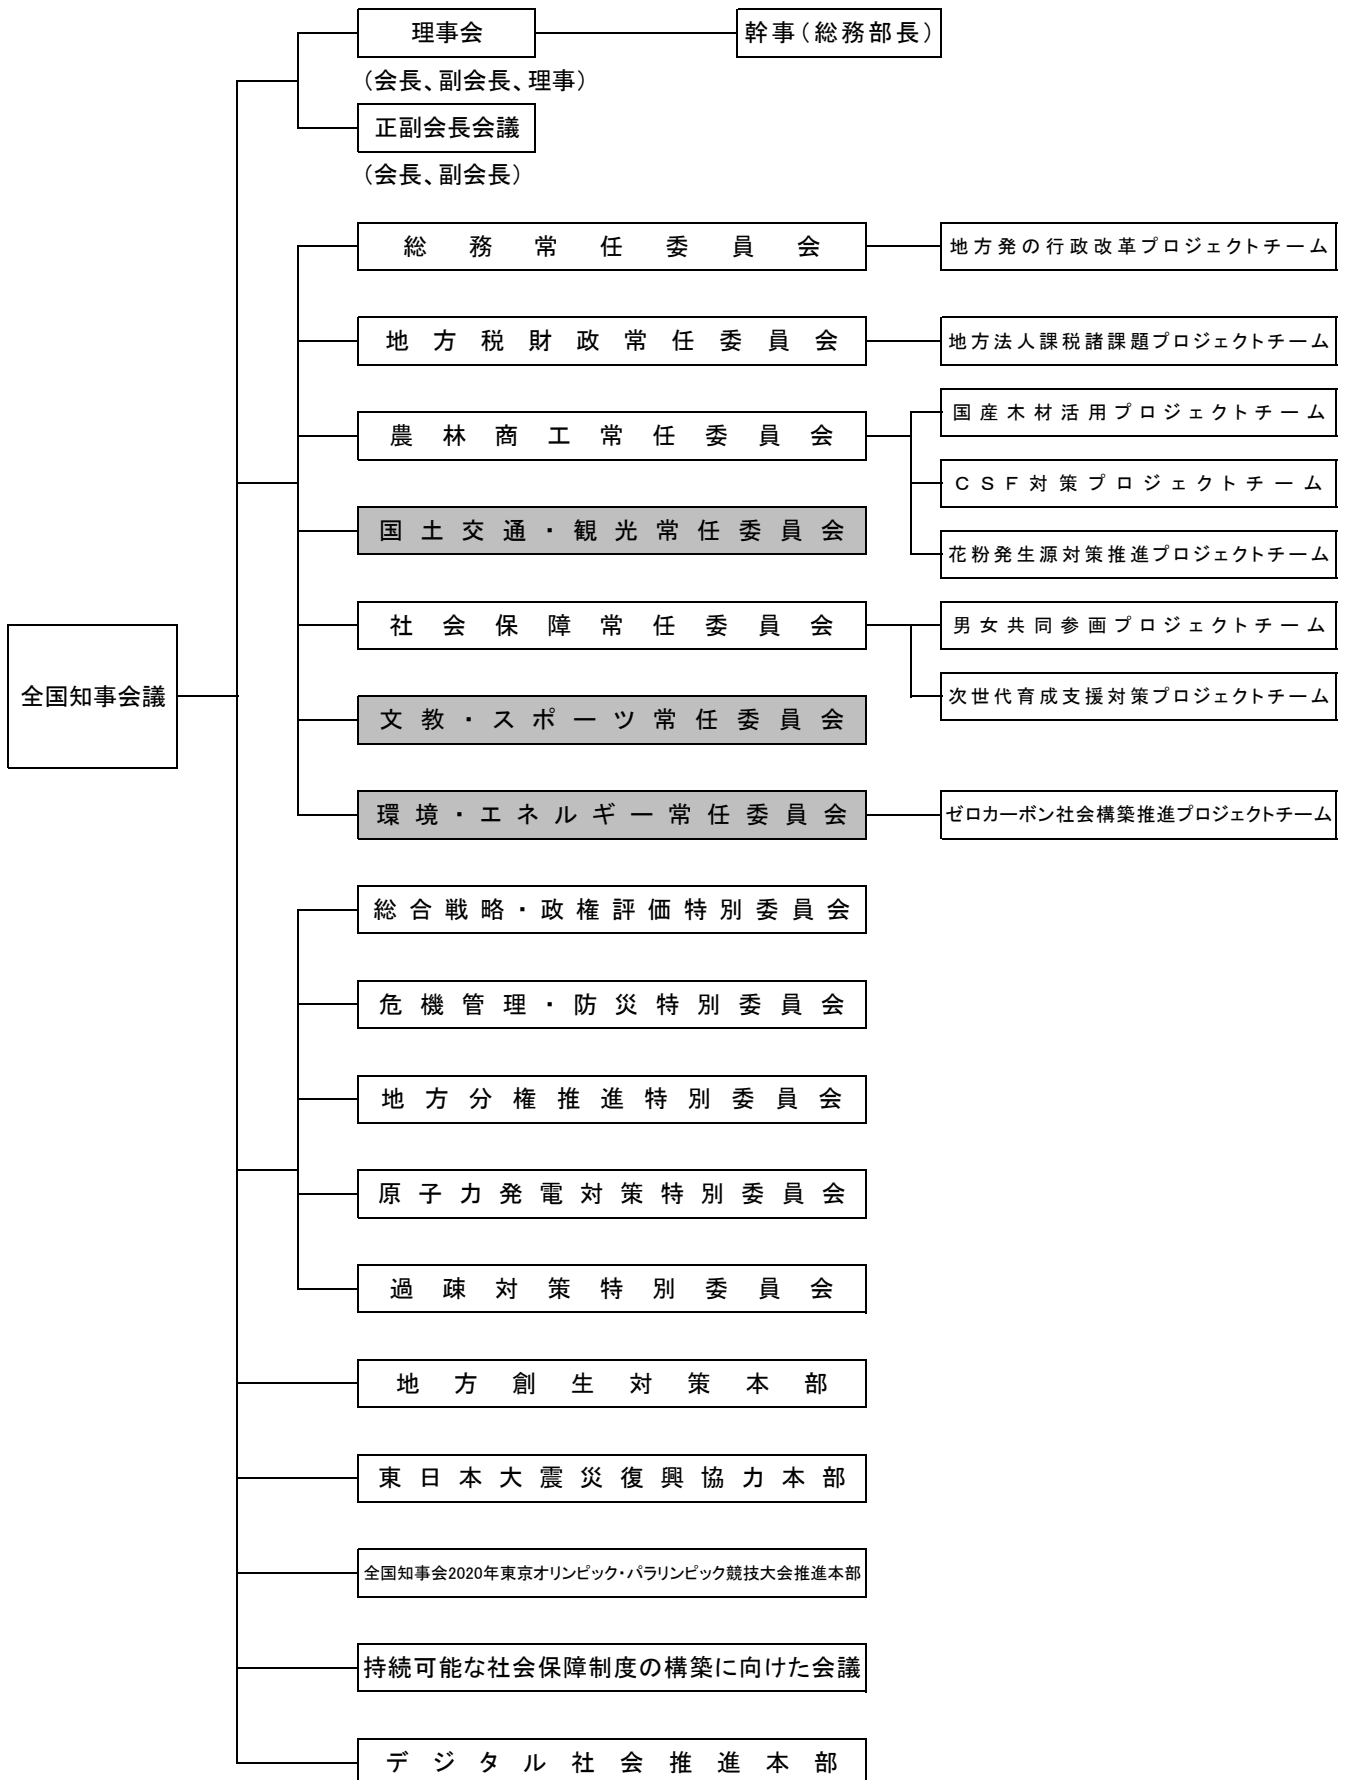 理事会
幹事（総務部長）
（会長、副会長、理事）
正副会長会議
（会長、副会長）
総務常任委員会
地方発の行政改革プロジェクトチーム
地方税財政常任委員会
地方法人課税諸課題プロジェクトチーム
国産木材活用プロジェクトチーム
農林商工常任委員会
CSF対策プロジェクトチーム
国土交通・観光常任委員会
花粉発生源対策推進プロジェクトチーム
社会保障常任委員会
男女共同参画プロジェクトチーム
全国知事会議
次世代育成支援対策プロジェクトチーム
文教・スポーツ常任委員会
環境・エネルギー常任委員会
ゼロカーボン社会構築推進プロジェクトチーム
総合戦略・政権評価特別委員会
危機管理・防災特別委員会
地方分権推進特別委員会
原子力発電対策特別委員会
過疎対策特別委員会
地方創生対策本部
東日本大震災復興協力本部
全国知事会2020年東京オリンピック・パラリンピック競技大会推進本部
持続可能な社会保障制度の構築に向けた会議
デジタル社会推進本部